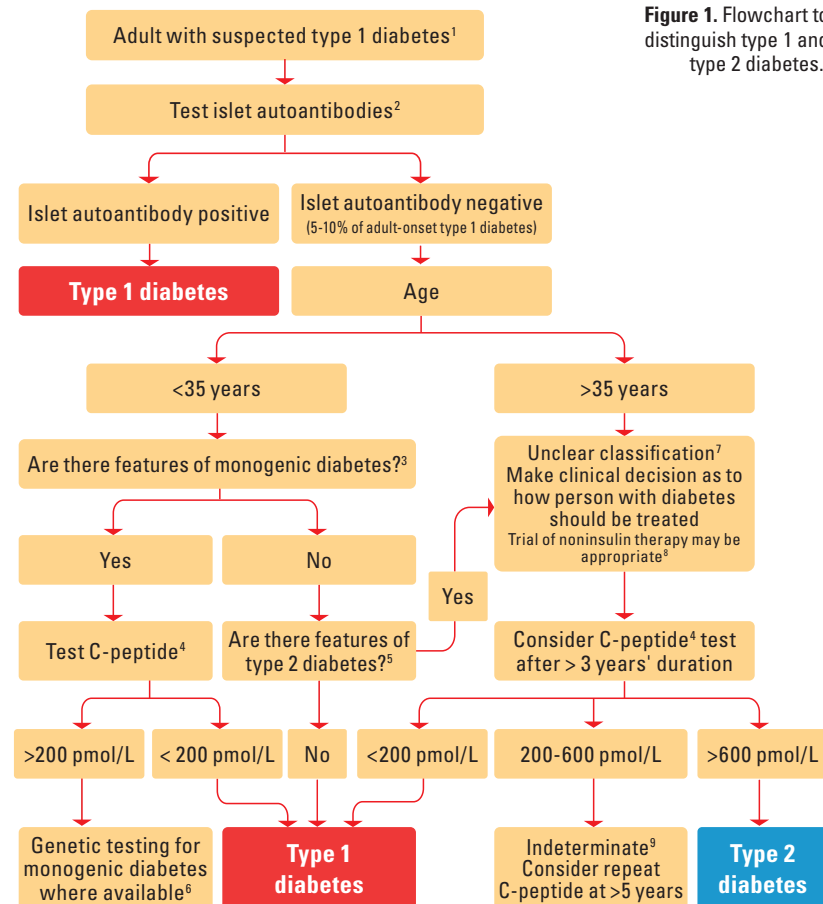 Figure 1. Flowchart to
distinguish type 1 and
type 2 diabetes.
Adult with suspected type 1 diabetes¹
Test islet autoantibodies²
Islet autoantibody positive
Islet autoantibody negative
(5-10% of adult-onset type 1 diabetes)
Type 1 diabetes
Age
<35 years
>35 years
Are there features of monogenic diabetes?³
Unclear classification⁷
Make clinical decision as to
how person with diabetes
should be treated
Trial of noninsulin therapy may be
appropriate⁸
Yes
No
Yes
Test C-peptide⁴
Are there features of
type 2 diabetes?⁵
Consider C-peptide⁴ test
after > 3 years' duration
>200 pmol/L
< 200 pmol/L
No
<200 pmol/L
200-600 pmol/L
>600 pmol/L
Genetic testing for
monogenic diabetes
where available⁶
Type 1
diabetes
Indeterminate⁹
Consider repeat
C-peptide at >5 years
Type 2
diabetes